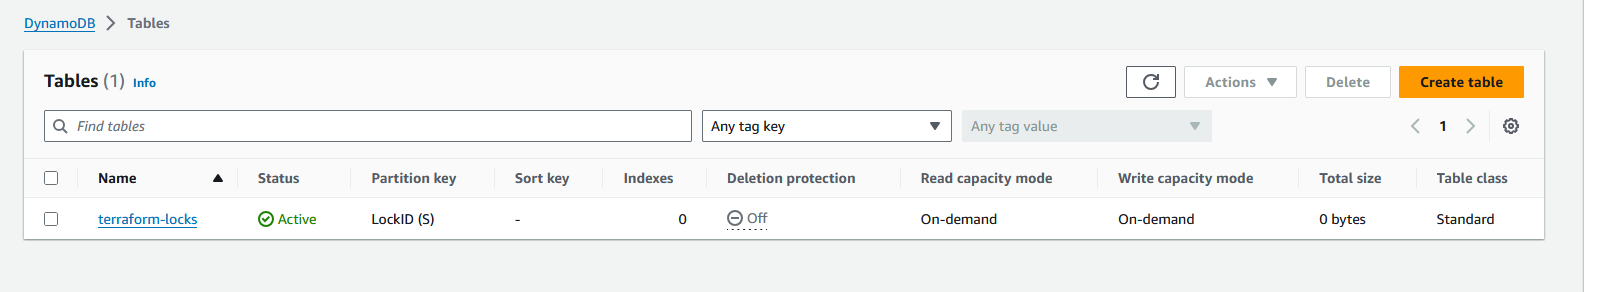 DynamoDB > Tables
Tables (1) Info
Actions Delete Create table
Find tables Any tag key Any tag value 1
Name Status Partition key Sort key Indexes Deletion protection Read capacity mode Write capacity mode Total size Table class
terraform-locks Active LockID (S) - 0 Off On-demand On-demand 0 bytes Standard